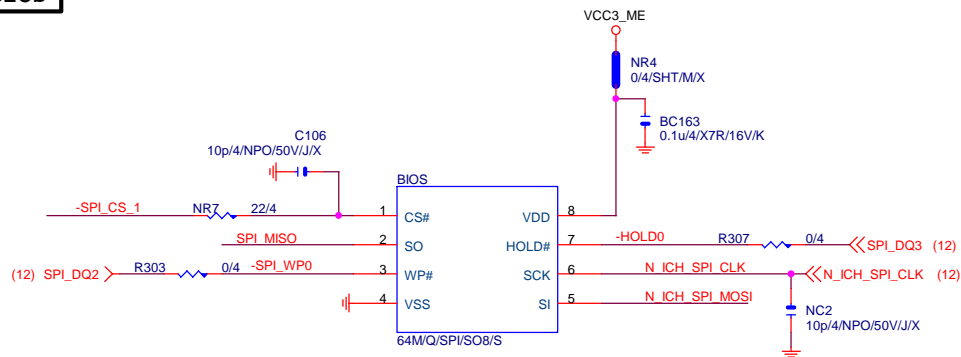 VCC3_ME
NR4
0/4/SHT/M/X
BC163
0.1u/4/X7R/16V/K
C106
10p/4/NPO/50V/J/X
BIOS
-SPI_CS_1 NR7 22/4 1 CS# VDD 8
SPI_MISO 2 SO HOLD# 7 -HOLD0 R307 0/4 SPI_DQ3 (12)
(12) SPI_DQ2 R303 0/4 -SPI_WP0 3 WP# SCK 6 N_ICH_SPI_CLK N_ICH_SPI_CLK (12)
4 VSS SI 5 N_ICH_SPI_MOSI
NC2
10p/4/NPO/50V/J/X
64M/Q/SPI/SO8/S